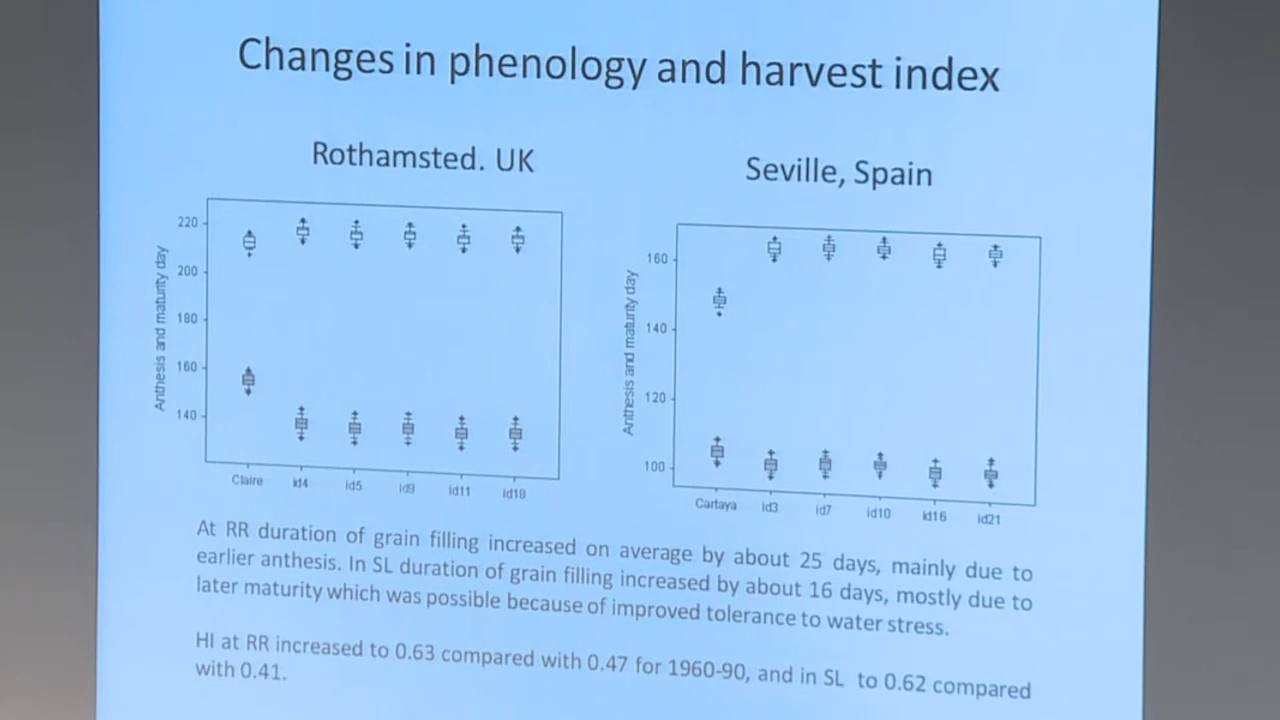 Changes in phenology and harvest index
Rothamsted. UK
Seville, Spain
Anthesis and maturity day
220
200
180
160
140
Claire id4 id5 id9 id11 id18
Anthesis and maturity day
160
140
120
100
Cartaya id3 id7 id10 id16 id21
At RR duration of grain filling increased on average by about 25 days, mainly due to
earlier anthesis. In SL duration of grain filling increased by about 16 days, mostly due to
later maturity which was possible because of improved tolerance to water stress.
HI at RR increased to 0.63 compared with 0.47 for 1960-90, and in SL to 0.62 compared
with 0.41.